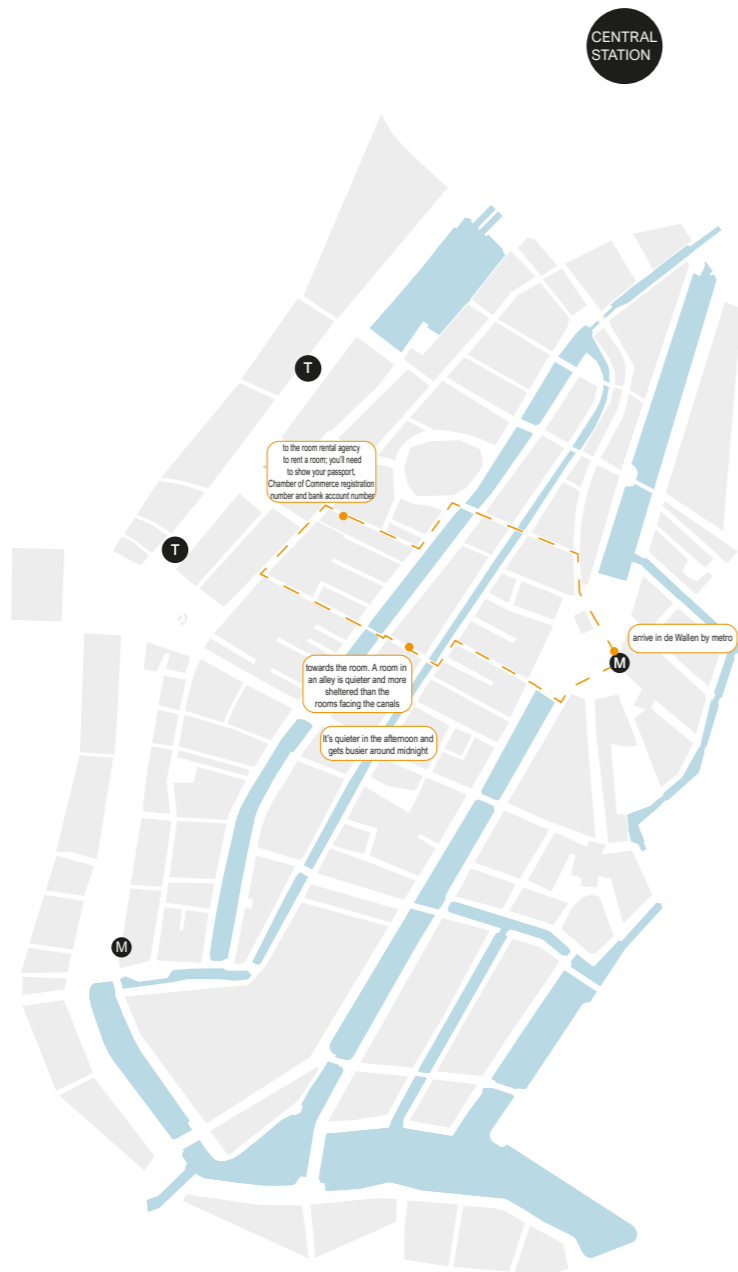 CENTRAL
STATION
T
to the room rental agency
to rent a room; you'll need
to show your passport,
Chamber of Commerce registration
number and bank account number
T
arrive in de Wallen by metro
M
towards the room. A room in
an alley is quieter and more
sheltered than the
rooms facing the canals
It's quieter in the afternoon and
gets busier around midnight
M